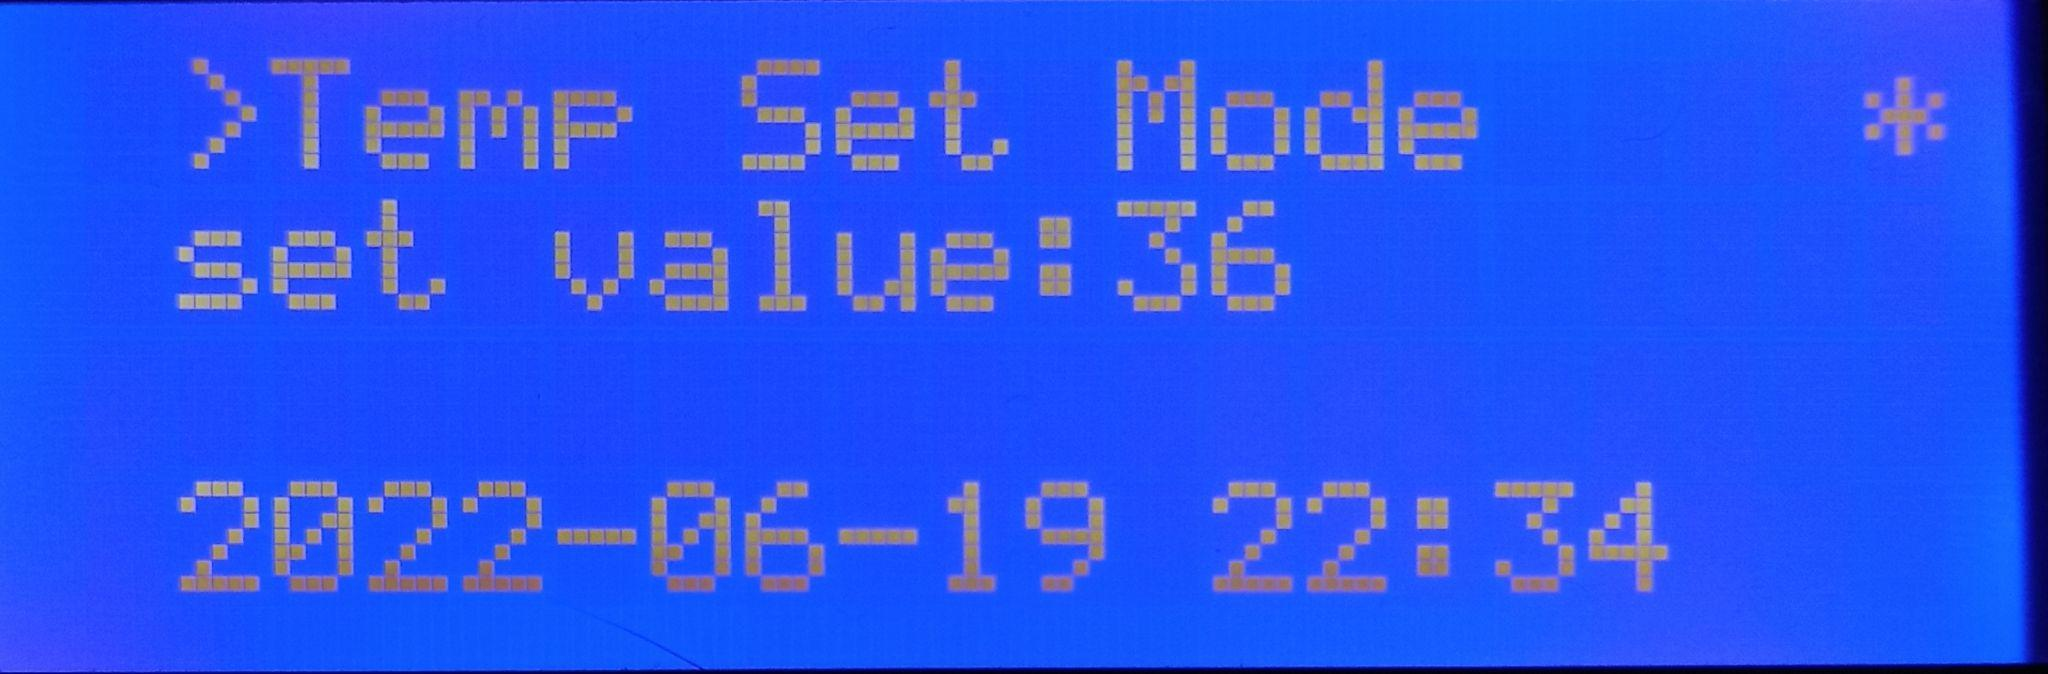 >Temp Set Mode *
set value:36
2022-06-19 22:34